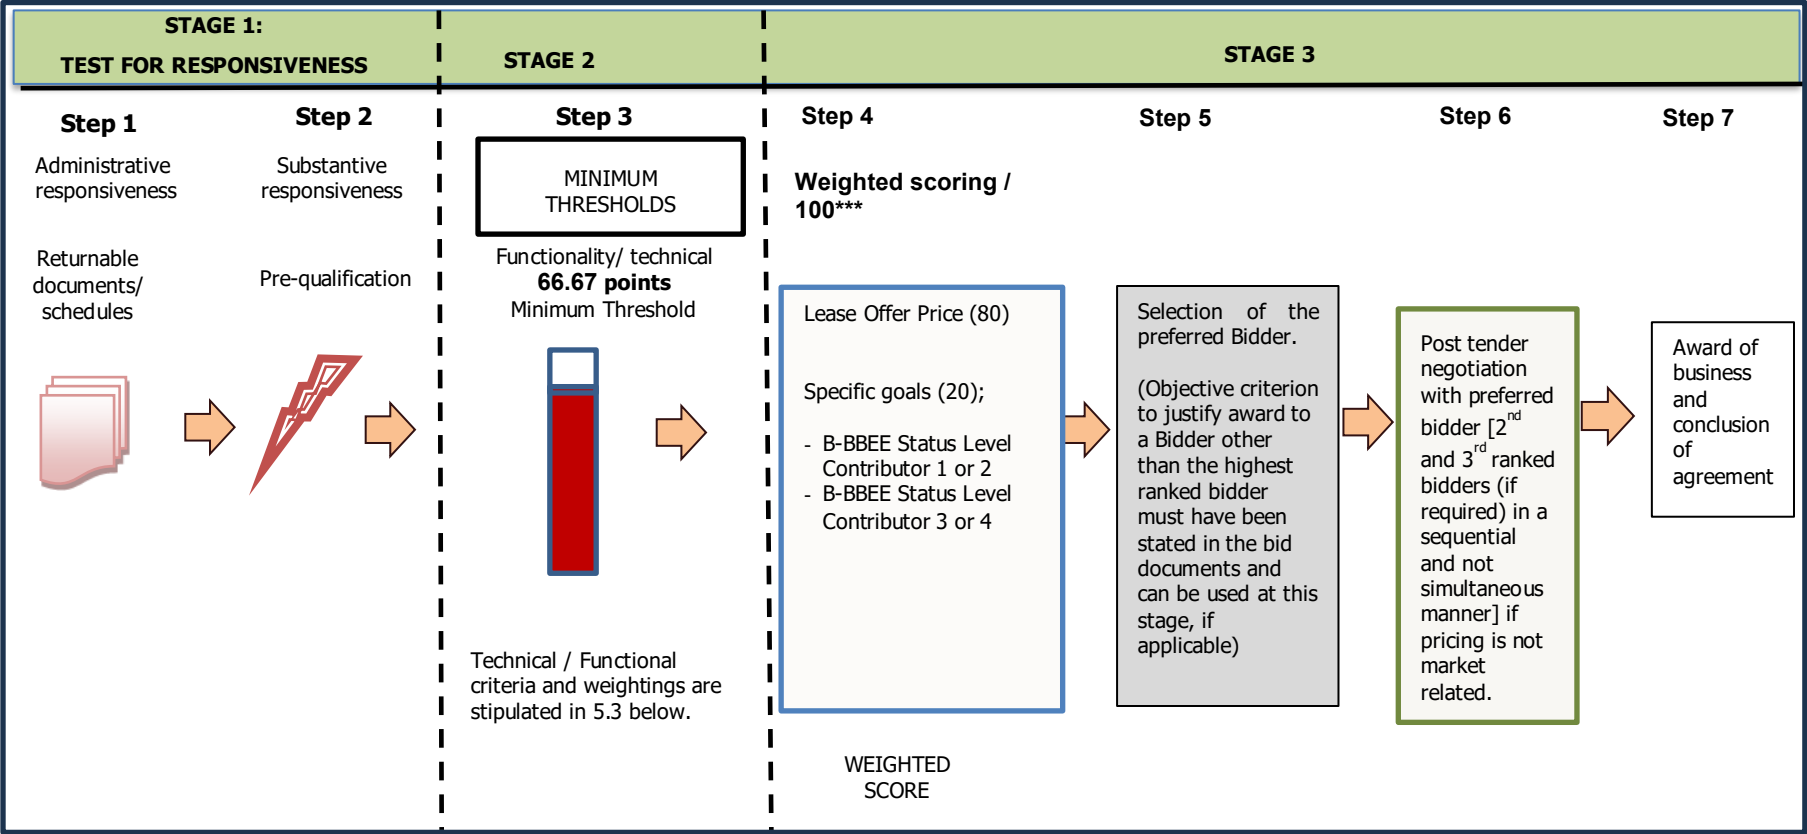 STAGE 1:
TEST FOR RESPONSIVENESS
STAGE 2
STAGE 3
Step 1
Administrative
responsiveness
Returnable
documents/
schedules
Step 2
Substantive
responsiveness
Pre-qualification
Step 3
MINIMUM
THRESHOLDS
Functionality/ technical
66.67 points
Minimum Threshold
Technical / Functional
criteria and weightings are
stipulated in 5.3 below.
Step 4
Weighted scoring /
100***
Lease Offer Price (80)
Specific goals (20);
- B-BBEE Status Level
Contributor 1 or 2
- B-BBEE Status Level
Contributor 3 or 4
WEIGHTED
SCORE
Step 5
Selection of the
preferred Bidder.
(Objective criterion
to justify award to
a Bidder other
than the highest
ranked bidder
must have been
stated in the bid
documents and
can be used at this
stage, if
applicable)
Step 6
Post tender
negotiation
with preferred
bidder [2nd
and 3rd ranked
bidders (if
required) in a
sequential
and not
simultaneous
manner] if
pricing is not
market
related.
Step 7
Award of
business
and
conclusion
of
agreement